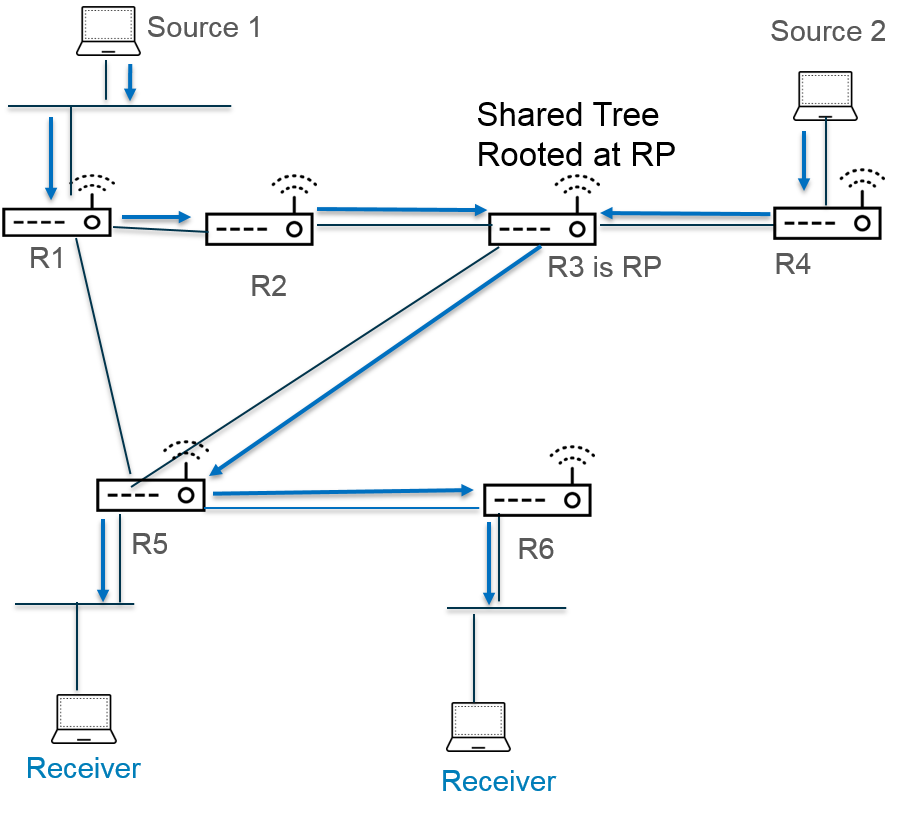 Source 1
Source 2
Shared Tree
Rooted at RP
R1
R2
R3 is RP
R4
R5
R6
Receiver
Receiver